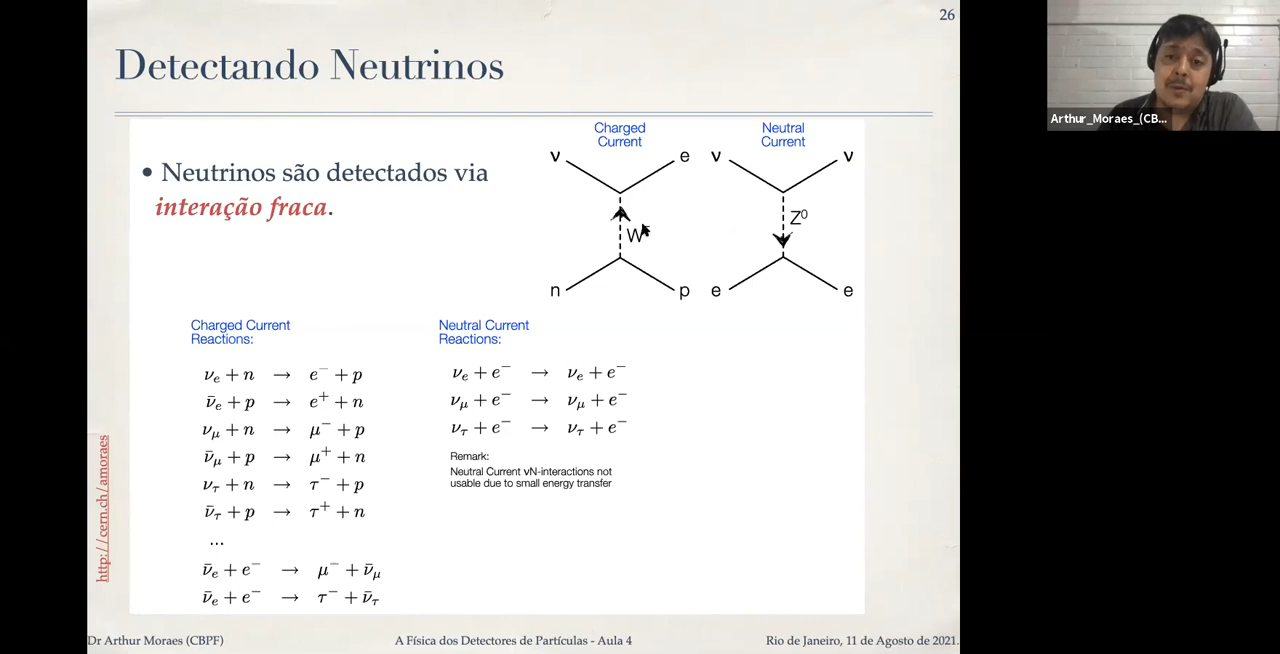 26
Detectando Neutrinos
• Neutrinos são detectados via
interação fraca.
Charged
Current
Neutral
Current
ν e ν ν
W⁻ Z⁰
n p e e
Charged Current
Reactions:
νₑ + n → e⁻ + p
ν̄ₑ + p → e⁺ + n
ν_μ + n → μ⁻ + p
ν̄_μ + p → μ⁺ + n
ν_τ + n → τ⁻ + p
ν̄_τ + p → τ⁺ + n
...
ν̄ₑ + e⁻ → μ⁻ + ν̄_μ
ν̄ₑ + e⁻ → τ⁻ + ν̄_τ
Neutral Current
Reactions:
νₑ + e⁻ → νₑ + e⁻
ν_μ + e⁻ → ν_μ + e⁻
ν_τ + e⁻ → ν_τ + e⁻
Remark:
Neutral Current νN-interactions not
usable due to small energy transfer
http://cern.ch/amoraes
Dr Arthur Moraes (CBPF)
A Física dos Detectores de Partículas - Aula 4
Rio de Janeiro, 11 de Agosto de 2021.
Arthur_Moraes_(CB...